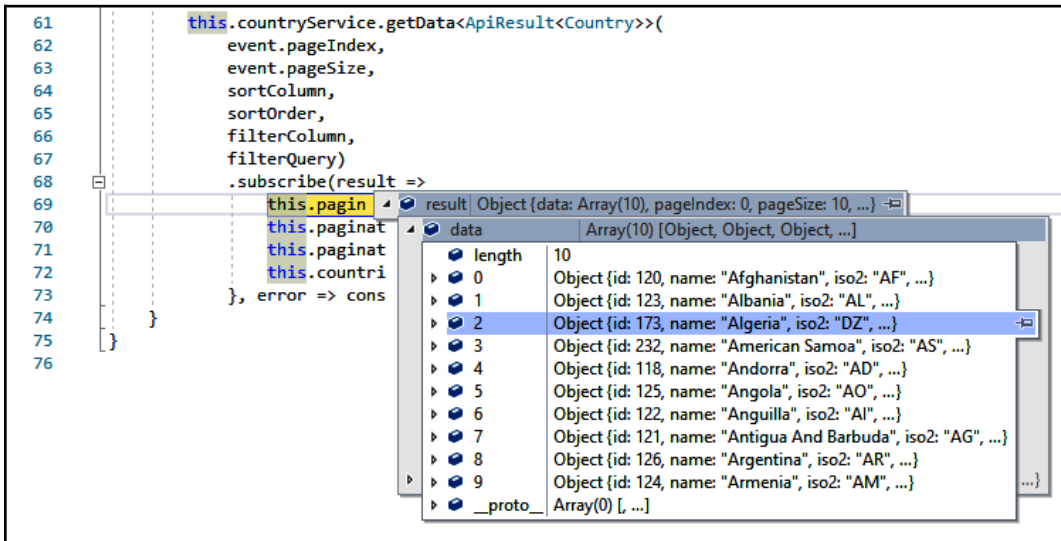 61 this.countryService.getData<ApiResult<Country>>(
62 event.pageIndex,
63 event.pageSize,
64 sortColumn,
65 sortOrder,
66 filterColumn,
67 filterQuery)
68 .subscribe(result =>
69 this.pagin result Object {data: Array(10), pageIndex: 0, pageSize: 10, ...}
70 this.paginat data Array(10) [Object, Object, Object, ...]
71 this.paginat length 10
72 this.countri 0 Object {id: 120, name: "Afghanistan", iso2: "AF", ...}
73 }, error => cons 1 Object {id: 123, name: "Albania", iso2: "AL", ...}
74 } 2 Object {id: 173, name: "Algeria", iso2: "DZ", ...}
75 } 3 Object {id: 232, name: "American Samoa", iso2: "AS", ...}
76 4 Object {id: 118, name: "Andorra", iso2: "AD", ...}
5 Object {id: 125, name: "Angola", iso2: "AO", ...}
6 Object {id: 122, name: "Anguilla", iso2: "AI", ...}
7 Object {id: 121, name: "Antigua And Barbuda", iso2: "AG", ...}
8 Object {id: 126, name: "Argentina", iso2: "AR", ...}
9 Object {id: 124, name: "Armenia", iso2: "AM", ...} ...}
__proto__ Array(0) [, ...]